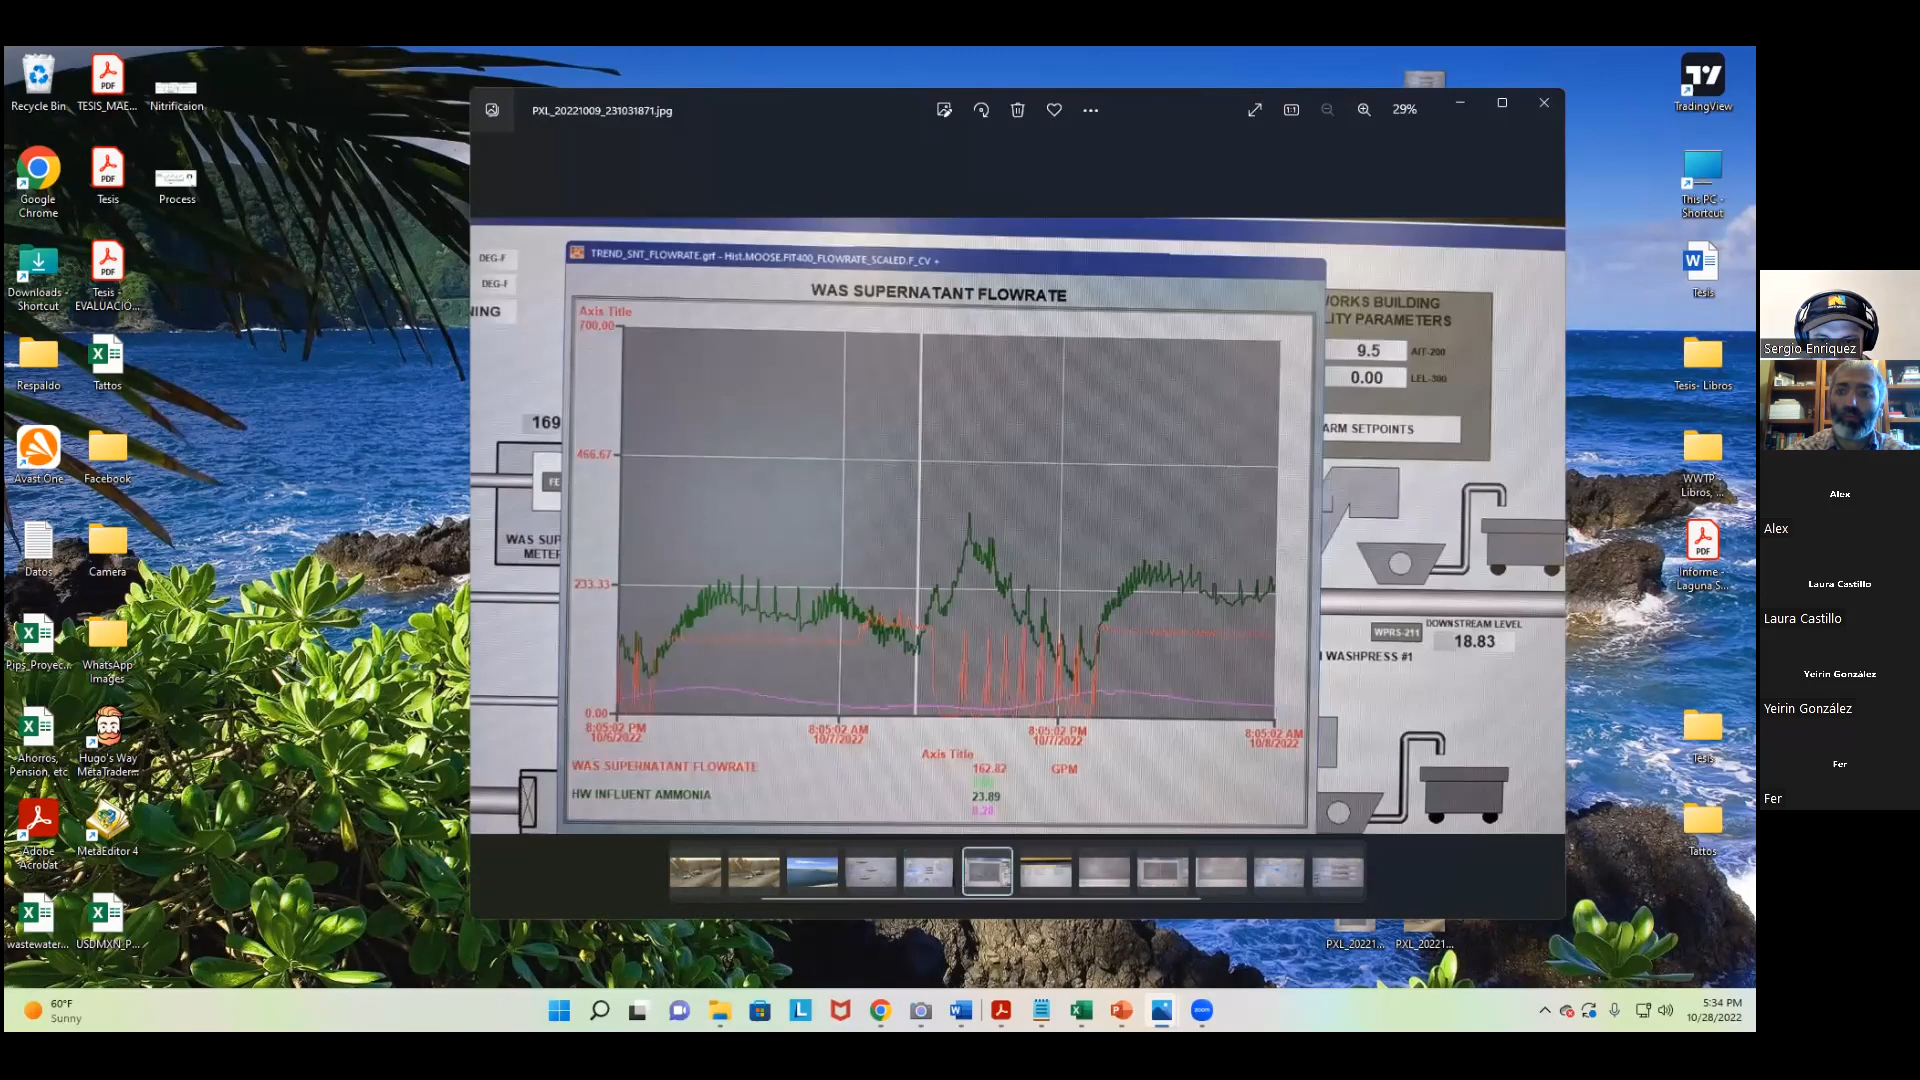 Recycle Bin
TESIS_MAE...
Nitrificaion
Google
Chrome
Tesis
Process
Downloads -
Shortcut
Tesis -
EVALUACIO...
Respaldo
Tattos
Avast One
Facebook
Datos
Camera
Pips_Proyec...
WhatsApp
Images
Ahorros,
Pension, etc
Hugo's Way
MetaTrader...
Adobe
Acrobat
MetaEditor 4
wastewater...
USDMXN_P...
PXL_20221009_231031871.jpg
29%
DEG-F
DEG-F
NING
169
FE
WAS SUP
METE
TREND_SNT_FLOWRATE.grf - Hist.MOOSE.FIT400_FLOWRATE_SCALED.F_CV +
WAS SUPERNATANT FLOWRATE
Axis Title
700.00
466.67
233.33
0.00
8:05:02 PM
10/6/2022
8:05:02 AM
10/7/2022
8:05:02 PM
10/7/2022
8:05:02 AM
10/8/2022
Axis Title
WAS SUPERNATANT FLOWRATE
162.82
GPM
HW INFLUENT AMMONIA
23.89
0.28
ORKS BUILDING
LITY PARAMETERS
9.5
AIT-200
0.00
LEL-300
ARM SETPOINTS
WPRS-211
DOWNSTREAM LEVEL
18.83
WASHPRESS #1
PXL_20221...
PXL_20221...
TradingView
This PC -
Shortcut
Tesis
Tesis- Libros
WWTP -
Libros, ...
Informe -
Laguna S...
Tesis
Tattos
60°F
Sunny
5:34 PM
10/28/2022
Sergio Enriquez
Alex
Alex
Laura Castillo
Laura Castillo
Yeirin González
Yeirin González
Fer
Fer